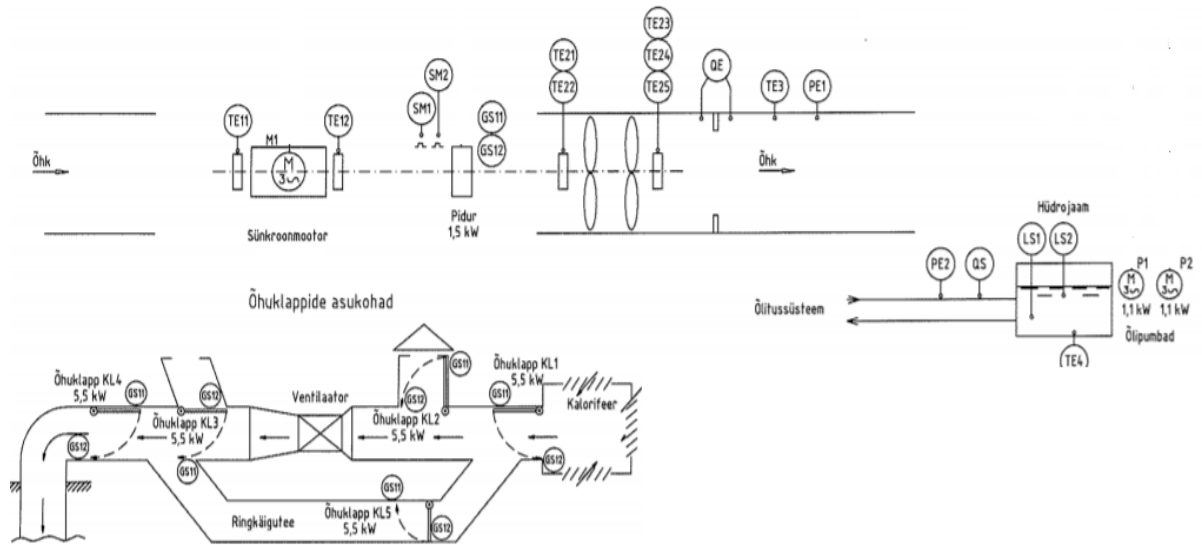 TE23
TE21
TE24
TE22
TE25
QE
TE3
PE1
SM2
SM1
GS11
GS12
TE11
M1
TE12
M
3
Õhk
Õhk
Sünkroonmootor
Pidur
1,5 kW
Hüdrojaam
LS1
LS2
PE2
QS
P1
P2
M
3
M
3
1,1 kW
1,1 kW
Õlitussüsteem
Õlipumbad
TE4
Õhuklappide asukohad
Õhuklapp KL4
5,5 kW
GS11
GS12
Õhuklapp KL3
5,5 kW
GS12
GS11
Ventilaator
GS11
GS12
Õhuklapp KL2
5,5 kW
Õhuklapp KL1
5,5 kW
GS11
GS12
Kalorifeer
Ringkäigutee
Õhuklapp KL5
5,5 kW
GS11
GS12